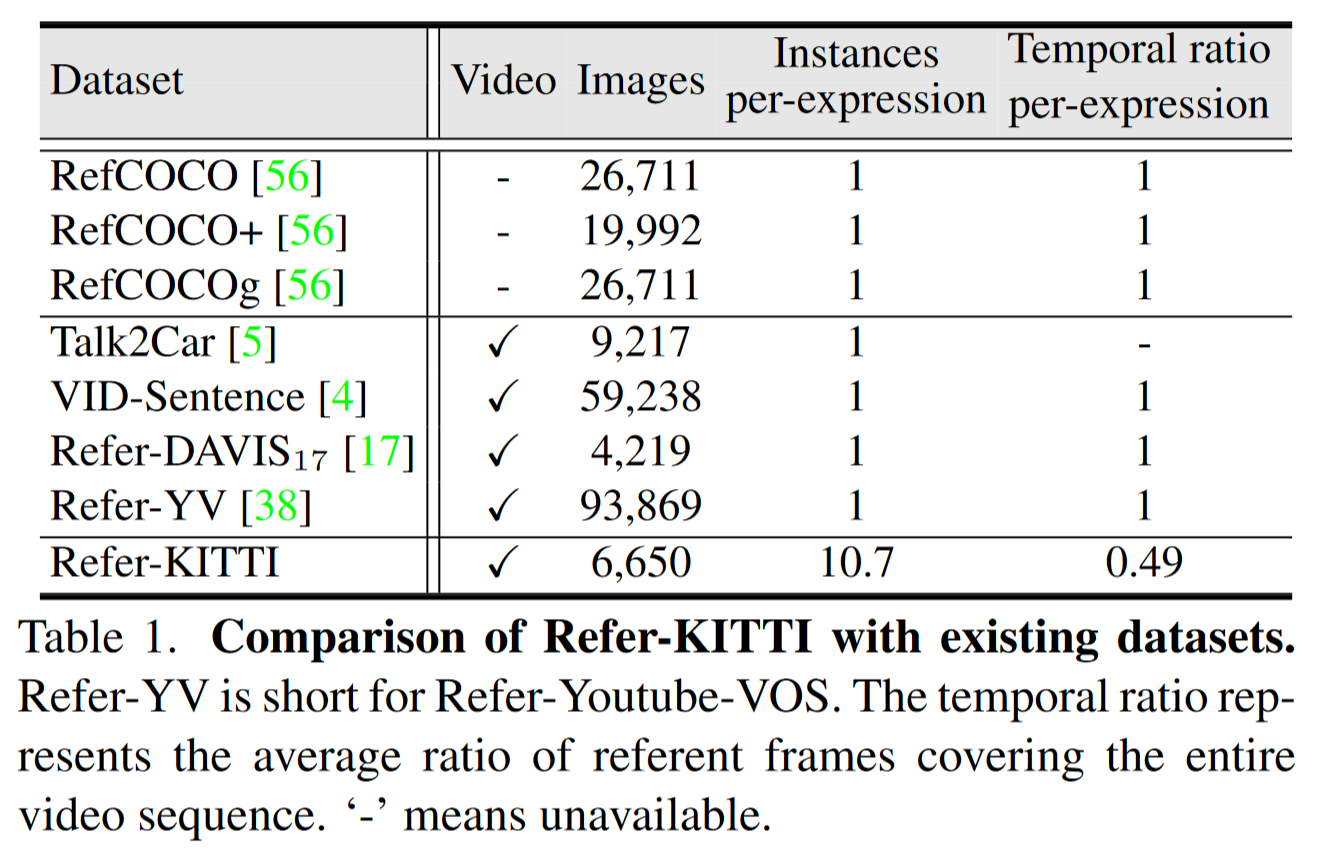 Dataset Video Images Instances per-expression Temporal ratio per-expression
RefCOCO [56] - 26,711 1 1
RefCOCO+ [56] - 19,992 1 1
RefCOCOg [56] - 26,711 1 1
Talk2Car [5] ✓ 9,217 1 -
VID-Sentence [4] ✓ 59,238 1 1
Refer-DAVIS₁₇ [17] ✓ 4,219 1 1
Refer-YV [38] ✓ 93,869 1 1
Refer-KITTI ✓ 6,650 10.7 0.49
Table 1. Comparison of Refer-KITTI with existing datasets.
Refer-YV is short for Refer-Youtube-VOS. The temporal ratio rep-
resents the average ratio of referent frames covering the entire
video sequence. ‘-’ means unavailable.